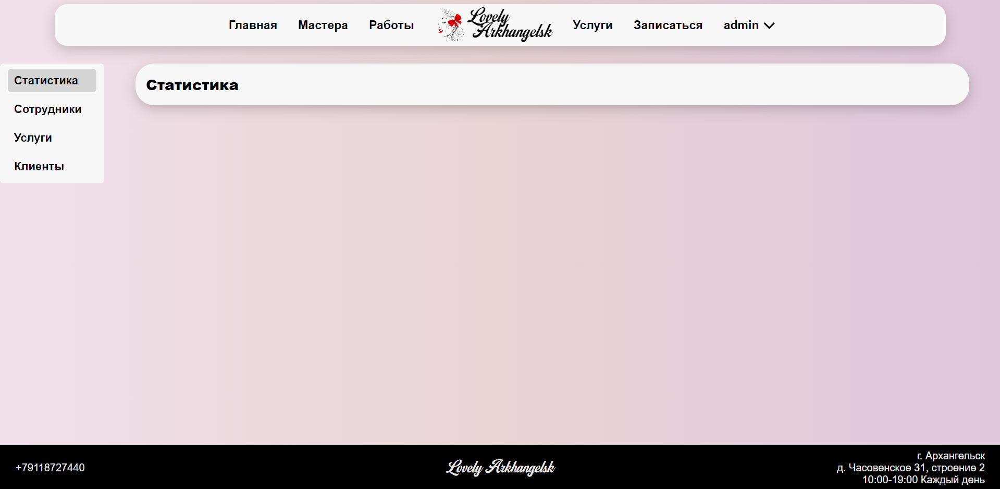 Главная Мастера Работы Lovely Arkhangelsk Услуги Записаться admin
Статистика
Сотрудники
Услуги
Клиенты
Статистика
+79118727440
Lovely Arkhangelsk
г. Архангельск
д. Часовенское 31, строение 2
10:00-19:00 Каждый день